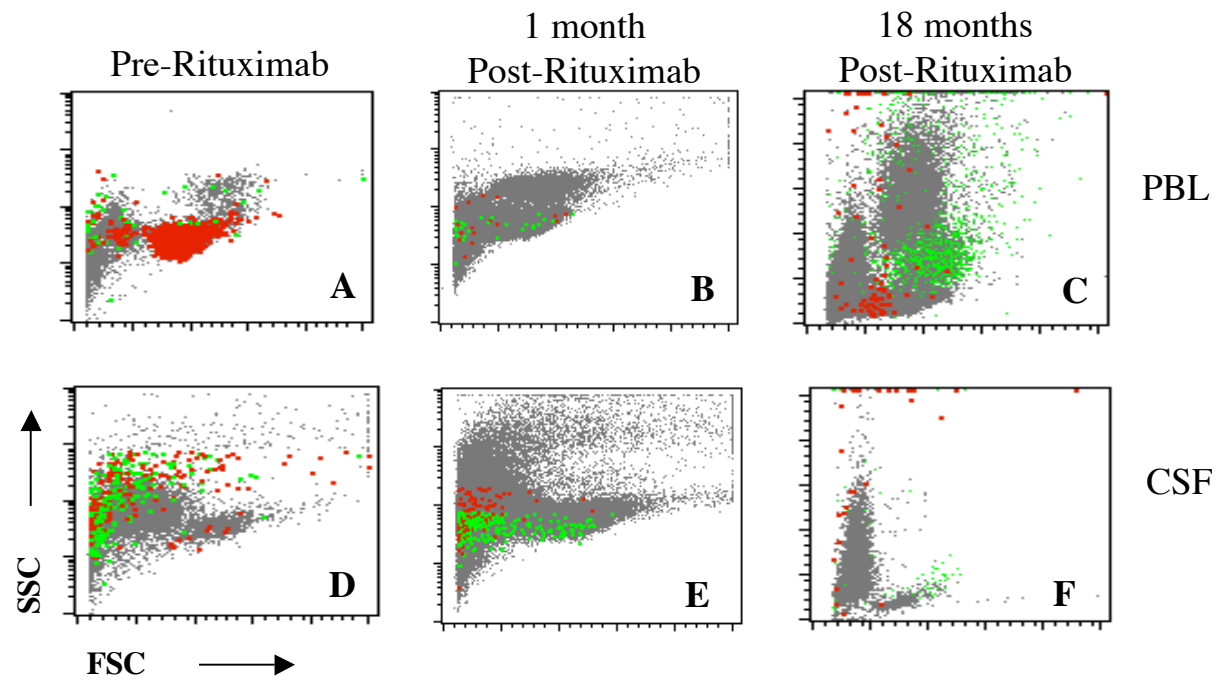 Pre-Rituximab
1 month
Post-Rituximab
18 months
Post-Rituximab
A
B
C
PBL
D
E
F
CSF
SSC
FSC